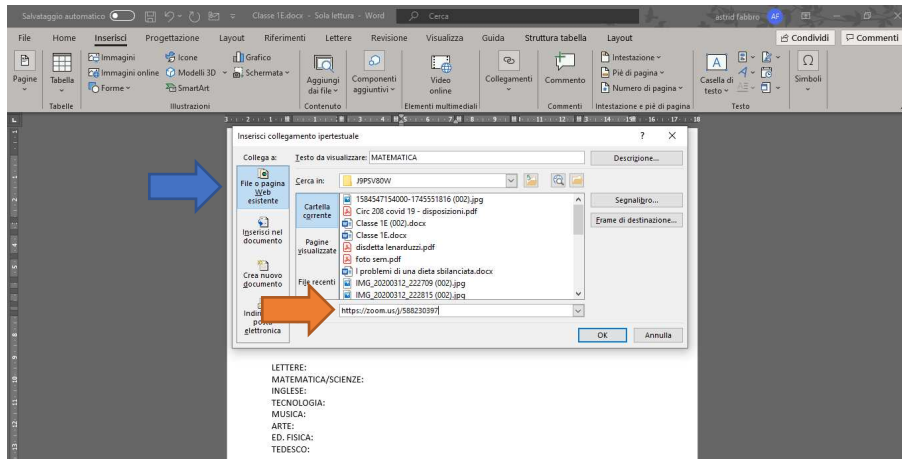 Salvataggio automatico
Classe 1E.docx - Sola lettura - Word
Cerca
astrid fabbro AF
File Home Inserisci Progettazione Layout Riferimenti Lettere Revisione Visualizza Guida Struttura tabella Layout Condividi Commenti
Pagine
Tabella
Immagini
Immagini online
Forme
Icone
Modelli 3D
SmartArt
Grafico
Schermata
Aggiungi dai file
Componenti aggiuntivi
Video online
Collegamenti
Commento
Intestazione
Piè di pagina
Numero di pagina
Casella di testo
Simboli
Tabelle Illustrazioni Contenuto Elementi multimediali Commenti Intestazione e piè di pagina Testo
Inserisci collegamento ipertestuale ? X
Collega a: Testo da visualizzare: MATEMATICA Descrizione...
File o pagina Web esistente
Cerca in: J9PSV80W
Inserisci nel documento
Crea nuovo documento
posta elettronica
Cartella corrente
Pagine visualizzate
File recenti
1584547154000-1745551816 (002).jpg
Circ 208 covid 19 - disposizioni.pdf
Classe 1E (002).docx
Classe 1E.docx
disdetta lenarduzzi.pdf
foto sem.pdf
I problemi di una dieta sbilanciata.docx
IMG_20200312_222709 (002).jpg
IMG_20200312_222815 (002).jpg
Segnalibro...
Frame di destinazione...
https://zoom.us/j/588230397
OK Annulla
LETTERE:
MATEMATICA/SCIENZE:
INGLESE:
TECNOLOGIA:
MUSICA:
ARTE:
ED. FISICA:
TEDESCO: